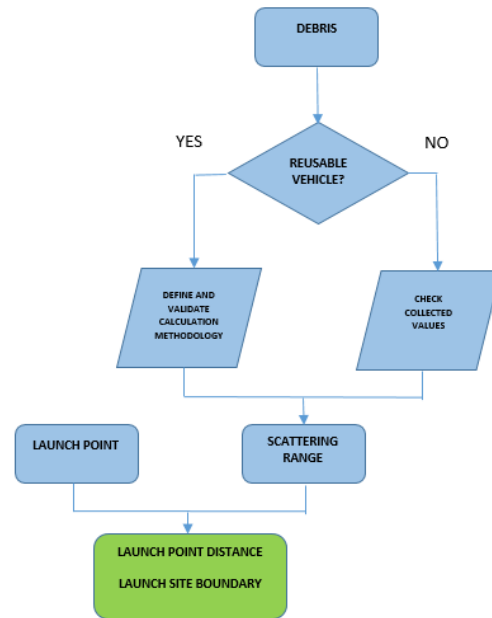 DEBRIS
YES
NO
REUSABLE
VEHICLE?
DEFINE AND
VALIDATE
CALCULATION
METHODOLOGY
CHECK
COLLECTED
VALUES
LAUNCH POINT
SCATTERING
RANGE
LAUNCH POINT DISTANCE
LAUNCH SITE BOUNDARY